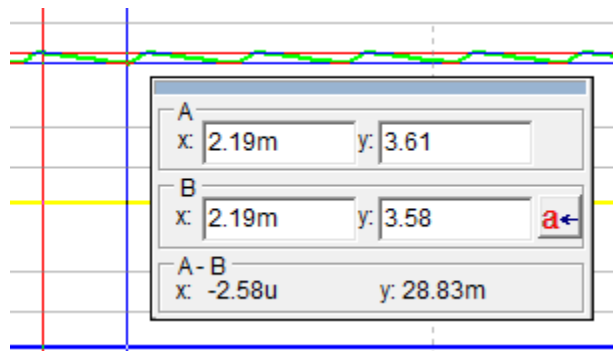 A
x: 2.19m y: 3.61
B
x: 2.19m y: 3.58 a
A - B
x: -2.58u y: 28.83m